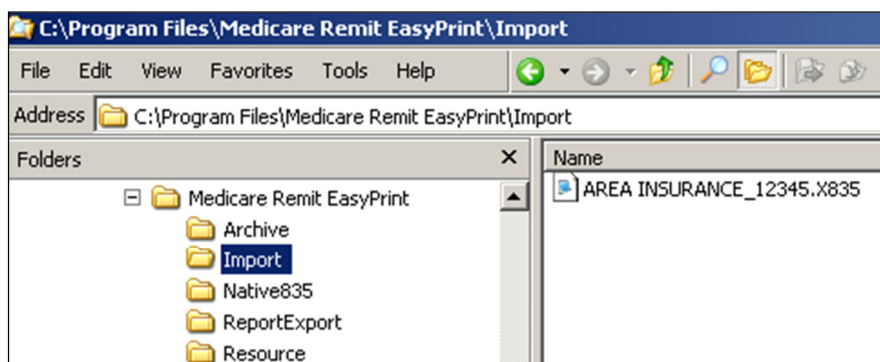 C:\Program Files\Medicare Remit EasyPrint\Import
File Edit View Favorites Tools Help
Address C:\Program Files\Medicare Remit EasyPrint\Import
Folders
Medicare Remit EasyPrint
Archive
Import
Native835
ReportExport
Resource
Name
AREA INSURANCE_12345.X835